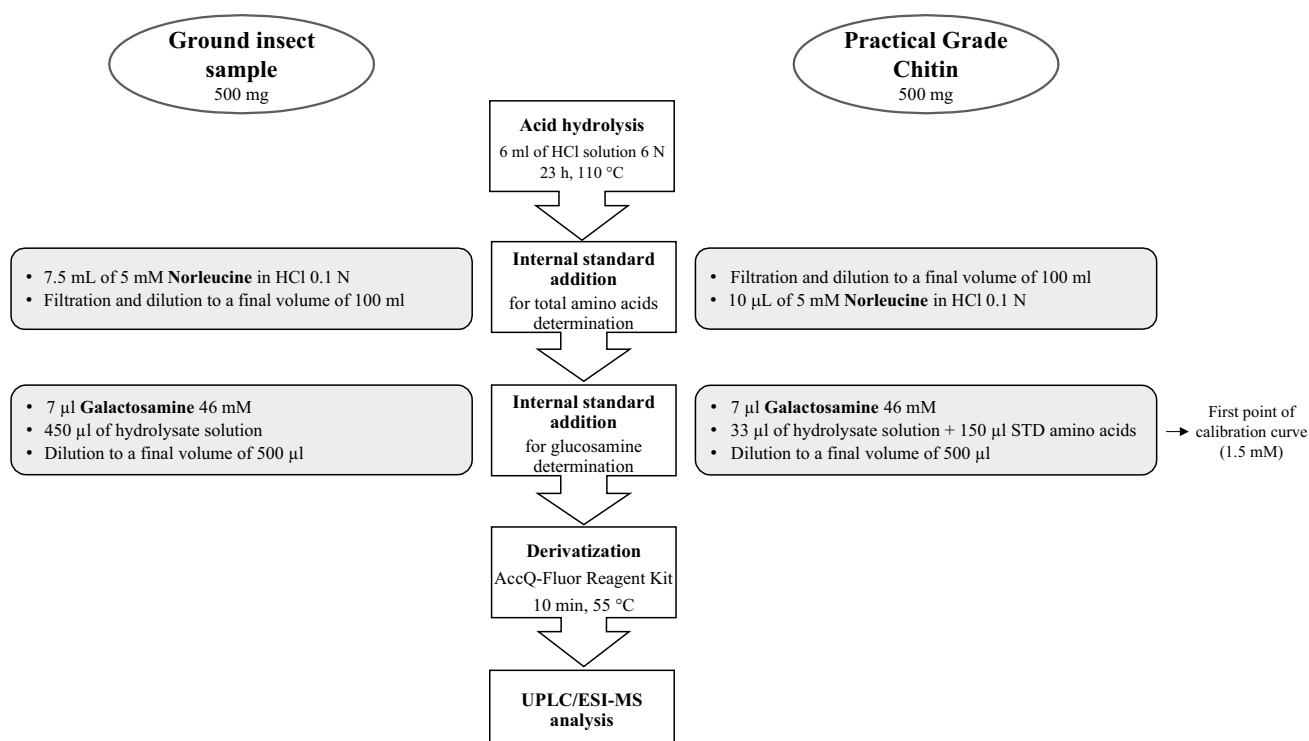 Ground insect
sample
500 mg
Practical Grade
Chitin
500 mg
Acid hydrolysis
6 ml of HCl solution 6 N
23 h, 110 °C
• 7.5 mL of 5 mM Norleucine in HCl 0.1 N
• Filtration and dilution to a final volume of 100 ml
Internal standard
addition
for total amino acids
determination
• Filtration and dilution to a final volume of 100 ml
• 10 μL of 5 mM Norleucine in HCl 0.1 N
• 7 µl Galactosamine 46 mM
• 450 µl of hydrolysate solution
• Dilution to a final volume of 500 µl
Internal standard
addition
for glucosamine
determination
• 7 µl Galactosamine 46 mM
• 33 µl of hydrolysate solution + 150 µl STD amino acids
• Dilution to a final volume of 500 µl
First point of
calibration curve
(1.5 mM)
Derivatization
AccQ-Fluor Reagent Kit
10 min, 55 °C
UPLC/ESI-MS
analysis